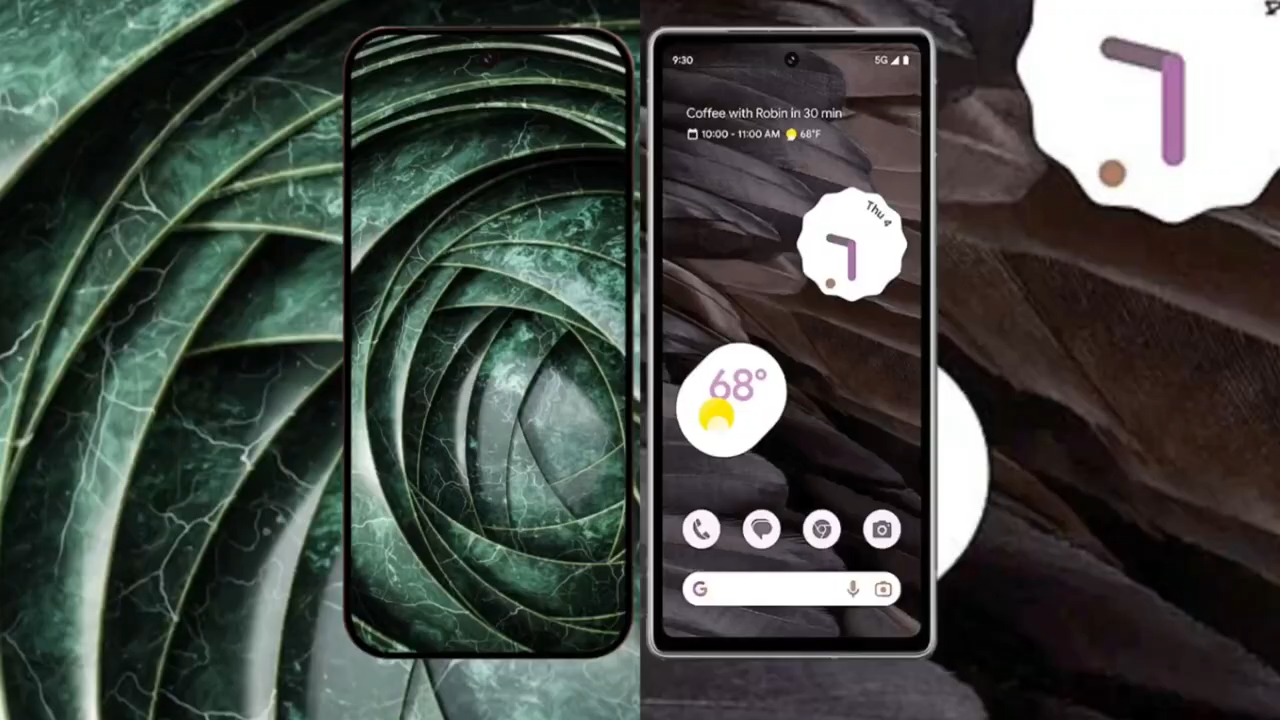 9:30
5G
Coffee with Robin in 30 min
10:00 - 11:00 AM 68°F
Thu 4
68°
G